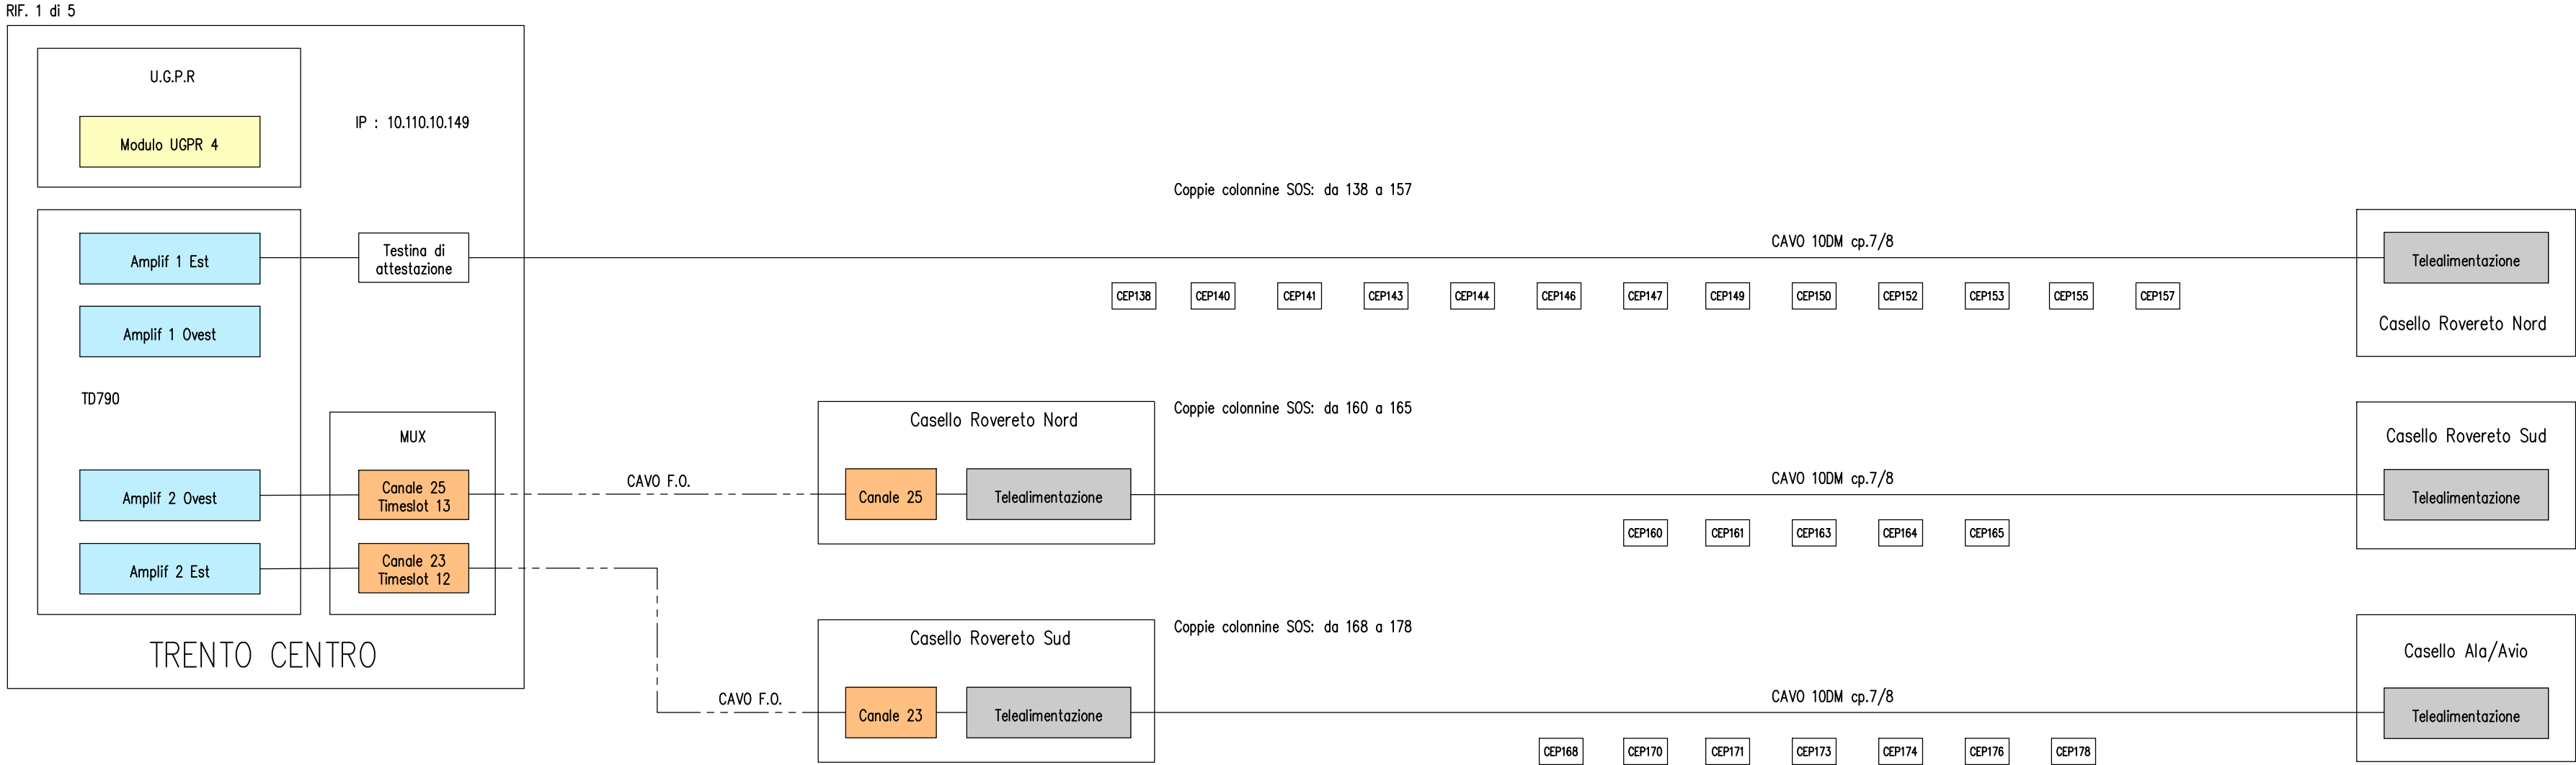 RIF. 1 di 5
U.G.P.R
Modulo UGPR 4
IP : 10.110.10.149
Amplif 1 Est
Testina di
attestazione
Amplif 1 Ovest
TD790
MUX
Amplif 2 Ovest
Canale 25
Timeslot 13
Amplif 2 Est
Canale 23
Timeslot 12
TRENTO CENTRO
Coppie colonnine SOS: da 138 a 157
CAVO 10DM cp.7/8
CEP138
CEP140
CEP141
CEP143
CEP144
CEP146
CEP147
CEP149
CEP150
CEP152
CEP153
CEP155
CEP157
Telealimentazione
Casello Rovereto Nord
CAVO F.O.
Casello Rovereto Nord
Canale 25
Telealimentazione
Coppie colonnine SOS: da 160 a 165
CAVO 10DM cp.7/8
CEP160
CEP161
CEP163
CEP164
CEP165
Casello Rovereto Sud
Telealimentazione
CAVO F.O.
Casello Rovereto Sud
Canale 23
Telealimentazione
Coppie colonnine SOS: da 168 a 178
CAVO 10DM cp.7/8
CEP168
CEP170
CEP171
CEP173
CEP174
CEP176
CEP178
Casello Ala/Avio
Telealimentazione